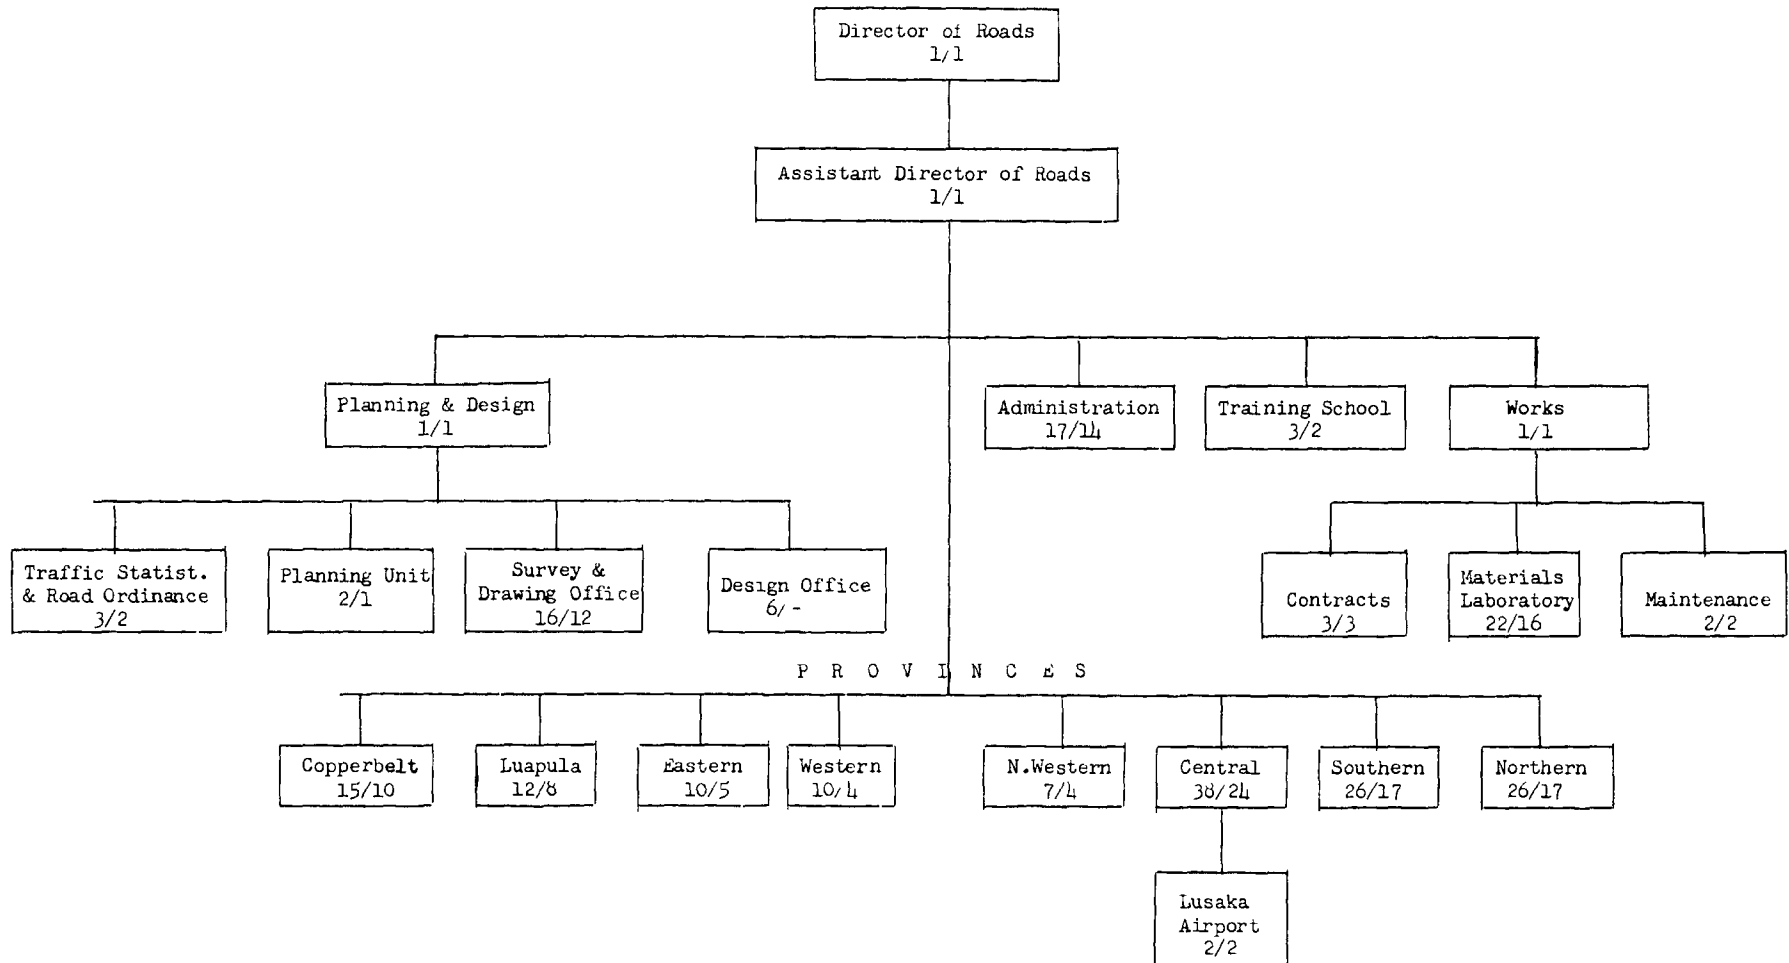 Director of Roads
1/1
Assistant Director of Roads
1/1
Planning & Design
1/1
Administration
17/14
Training School
3/2
Works
1/1
Traffic Statist.
& Road Ordinance
3/2
Planning Unit
2/1
Survey &
Drawing Office
16/12
Design Office
6/-
Contracts
3/3
Materials
Laboratory
22/16
Maintenance
2/2
P R O V I N C E S
Copperbelt
15/10
Luapula
12/8
Eastern
10/5
Western
10/4
N.Western
7/4
Central
38/24
Southern
26/17
Northern
26/17
Lusaka
Airport
2/2